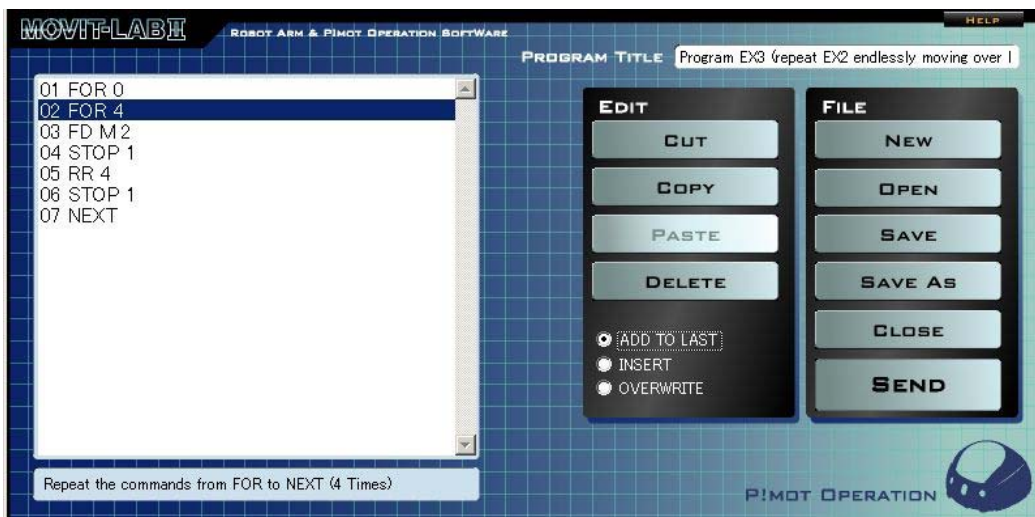 MOVIT-LAB II
ROBOT ARM & P!MOT OPERATION SORTWARE
HELP
PROGRAM TITLE Program EX3 (repeat EX2 endlessly moving over l
01 FOR 0
02 FOR 4
03 FD M 2
04 STOP 1
05 RR 4
06 STOP 1
07 NEXT
Repeat the commands from FOR to NEXT (4 Times)
EDIT
CUT
COPY
PASTE
DELETE
ADD TO LAST
INSERT
OVERWRITE
FILE
NEW
OPEN
SAVE
SAVE AS
CLOSE
SEND
P!MOT OPERATION